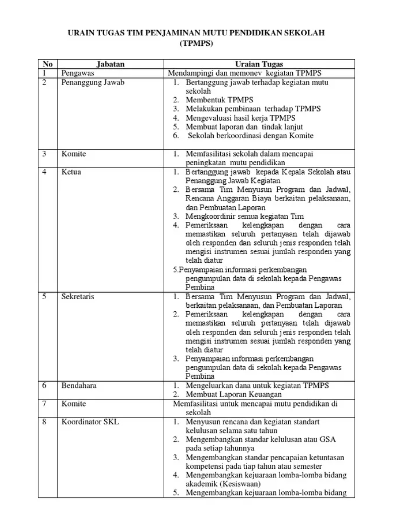 URAIN TUGAS TIM PENJAMINAN MUTU PENDIDIKAN SEKOLAH
(TPMPS)
No Jabatan Uraian Tugas
1 Pengawas Mendampingi dan memonev kegiatan TPMPS
2 Penanggung Jawab 1. Bertanggung jawab terhadap kegiatan mutu
sekolah
2. Membentuk TPMPS
3. Melakukan pembinaan terhadap TPMPS
4. Mengevaluasi hasil kerja TPMPS
5. Membuat laporan dan tindak lanjut
6. Sekolah berkoordinasi dengan Komite
3 Komite 1. Memfasilitasi sekolah dalam mencapai
peningkatan mutu pendidikan
4 Ketua 1. Bertanggung jawab kepada Kepala Sekolah atau
Penanggung Jawab Kegiatan
2. Bersama Tim Menyusun Program dan Jadwal,
Rencana Anggaran Biaya berkaitan pelaksanaan,
dan Pembuatan Laporan
3. Mengkoordinir semua kegiatan Tim
4. Pemeriksaan kelengkapan dengan cara
memastikan seluruh pertanyaan telah dijawab
oleh responden dan seluruh jenis responden telah
mengisi instrumen sesuai jumlah responden yang
telah diatur
5.Penyampaian informasi perkembangan
pengumpulan data di sekolah kepada Pengawas
Pembina
5 Sekretaris 1. Bersama Tim Menyusun Program dan Jadwal,
berkaitan pelaksanaan, dan Pembuatan Laporan
2. Pemeriksaan kelengkapan dengan cara
memastikan seluruh pertanyaan telah dijawab
oleh responden dan seluruh jenis responden telah
mengisi instrumen sesuai jumlah responden yang
telah diatur
3. Penyampaian informasi perkembangan
pengumpulan data di sekolah kepada Pengawas
Pembina
6 Bendahara 1. Mengeluarkan dana untuk kegiatan TPMPS
2. Membuat Laporan Keuangan
7 Komite Memfasilitasi untuk mencapai mutu pendidikan di
sekolah
8 Koordinator SKL 1. Menyusun rencana dan kegiatan standart
kelulusan selama satu tahun
2. Mengembangkan standar kelulusan atau GSA
pada setiap tahunnya
3. Mengembangkan standar pencapaian ketuntasan
kompetensi pada tiap tahun atau semester
4. Mengembangkan kejuaraan lomba-lomba bidang
akademik (Kesiswaan)
5. Mengembangkan kejuaraan lomba-lomba bidang